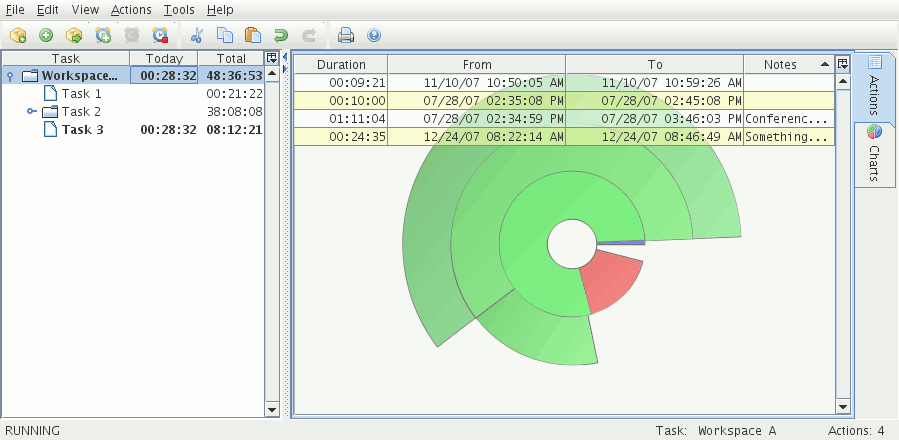 File Edit View Actions Tools Help
Task Today Total
Workspace... 00:28:32 48:36:53
Task 1 00:21:22
Task 2 38:08:08
Task 3 00:28:32 08:12:21
Duration From To Notes
00:09:21 11/10/07 10:50:05 AM 11/10/07 10:59:26 AM
00:10:00 07/28/07 02:35:08 PM 07/28/07 02:45:08 PM
01:11:04 07/28/07 02:34:59 PM 07/28/07 03:46:03 PM Conferenc...
00:24:35 12/24/07 08:22:14 AM 12/24/07 08:46:49 AM Something...
Actions
Charts
RUNNING Task: Workspace A Actions: 4